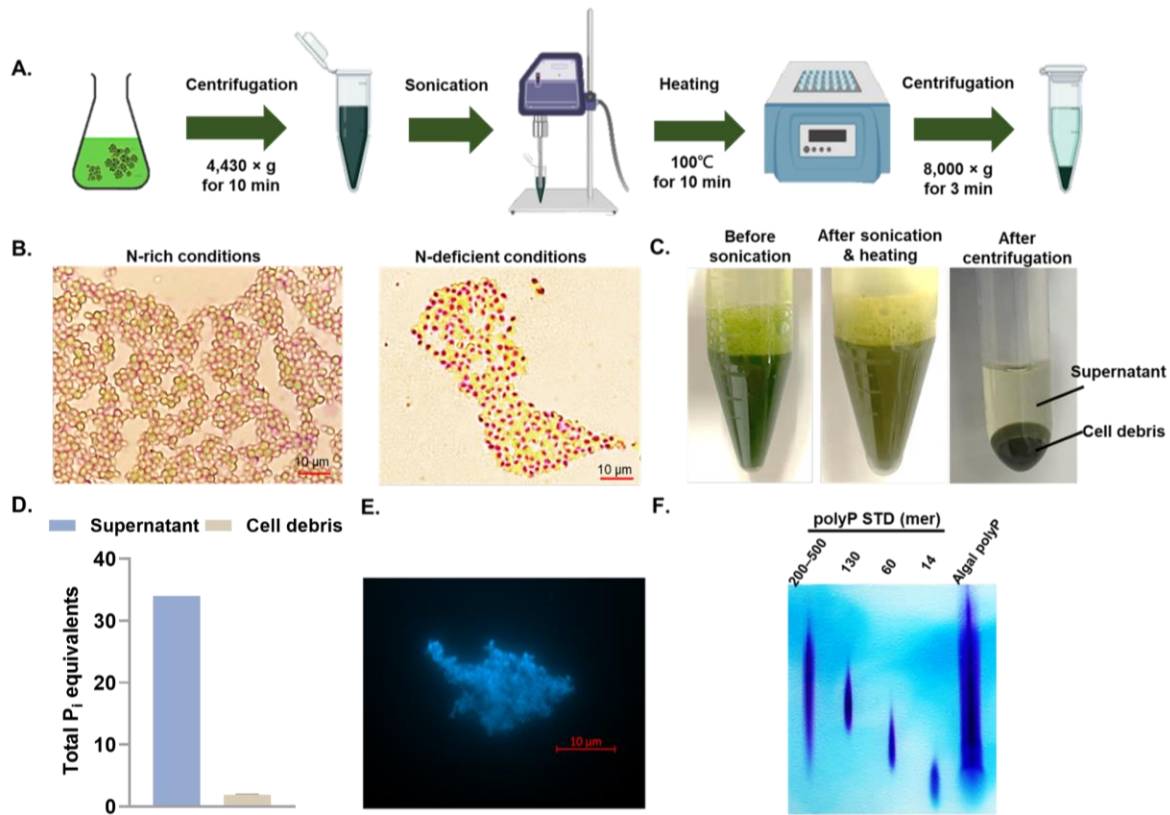 A.
Centrifugation
4,430 × g
for 10 min
Sonication
Heating
100℃
for 10 min
Centrifugation
8,000 × g
for 3 min
B.
N-rich conditions
10 µm
N-deficient conditions
10 µm
C.
Before
sonication
After sonication
& heating
After
centrifugation
Supernatant
Cell debris
D.
Supernatant
Cell debris
Total Pi equivalents
40
30
20
10
0
E.
10 µm
F.
polyP STD (mer)
200–500
130
60
14
Algal polyP